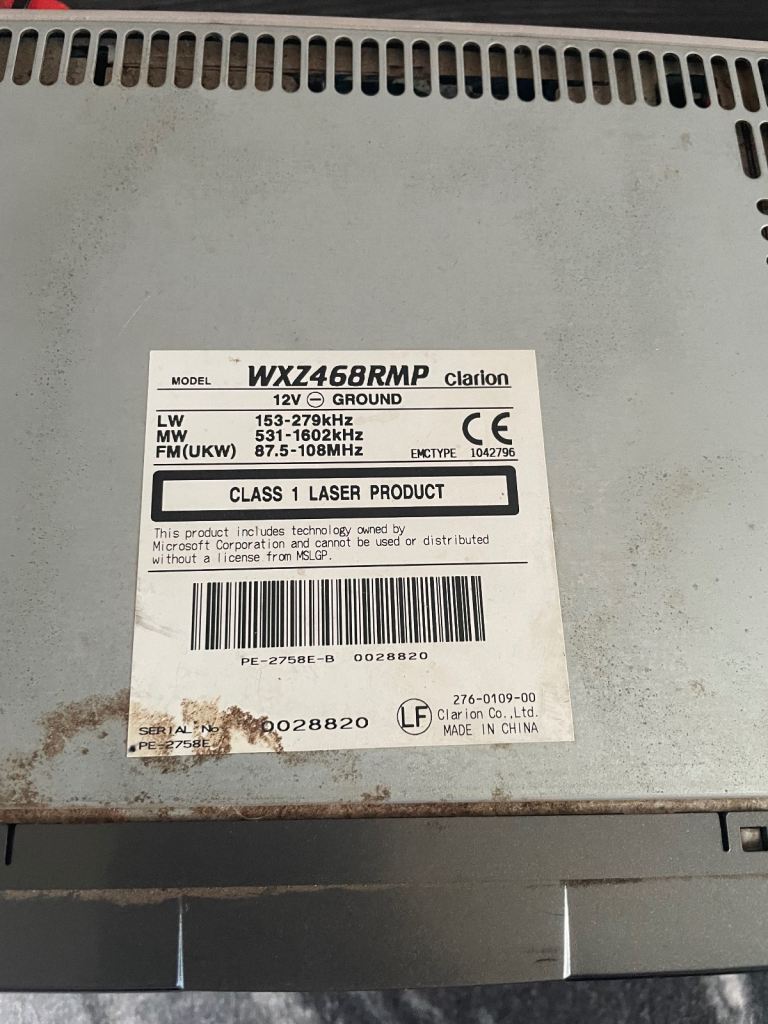 MODEL WXZ468RMP clarion
12V ⊖ GROUND
LW 153-279kHz
MW 531-1602kHz
FM(UKW) 87.5-108MHz
CE
EMCTYPE 1042796
CLASS 1 LASER PRODUCT
This product includes technology owned by
Microsoft Corporation and cannot be used or distributed
without a license from MSLGP.
PE-2758E-B 0028820
276-0109-00
SERIAL No 0028820 LF Clarion Co.,Ltd.
PE-2758E MADE IN CHINA